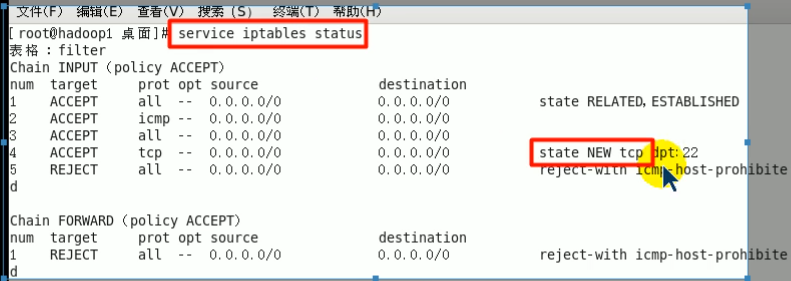 文件(F) 编辑(E) 查看(V) 搜索 (S) 终端(T) 帮助(H)
[root@hadoop1 桌面]# service iptables status
表格：filter
Chain INPUT (policy ACCEPT)
num target prot opt source destination
1 ACCEPT all -- 0.0.0.0/0 0.0.0.0/0 state RELATED,ESTABLISHED
2 ACCEPT icmp -- 0.0.0.0/0 0.0.0.0/0
3 ACCEPT all -- 0.0.0.0/0 0.0.0.0/0
4 ACCEPT tcp -- 0.0.0.0/0 0.0.0.0/0 state NEW tcp dpt:22
5 REJECT all -- 0.0.0.0/0 0.0.0.0/0 reject-with icmp-host-prohibite
d
Chain FORWARD (policy ACCEPT)
num target prot opt source destination
1 REJECT all -- 0.0.0.0/0 0.0.0.0/0 reject-with icmp-host-prohibite
d